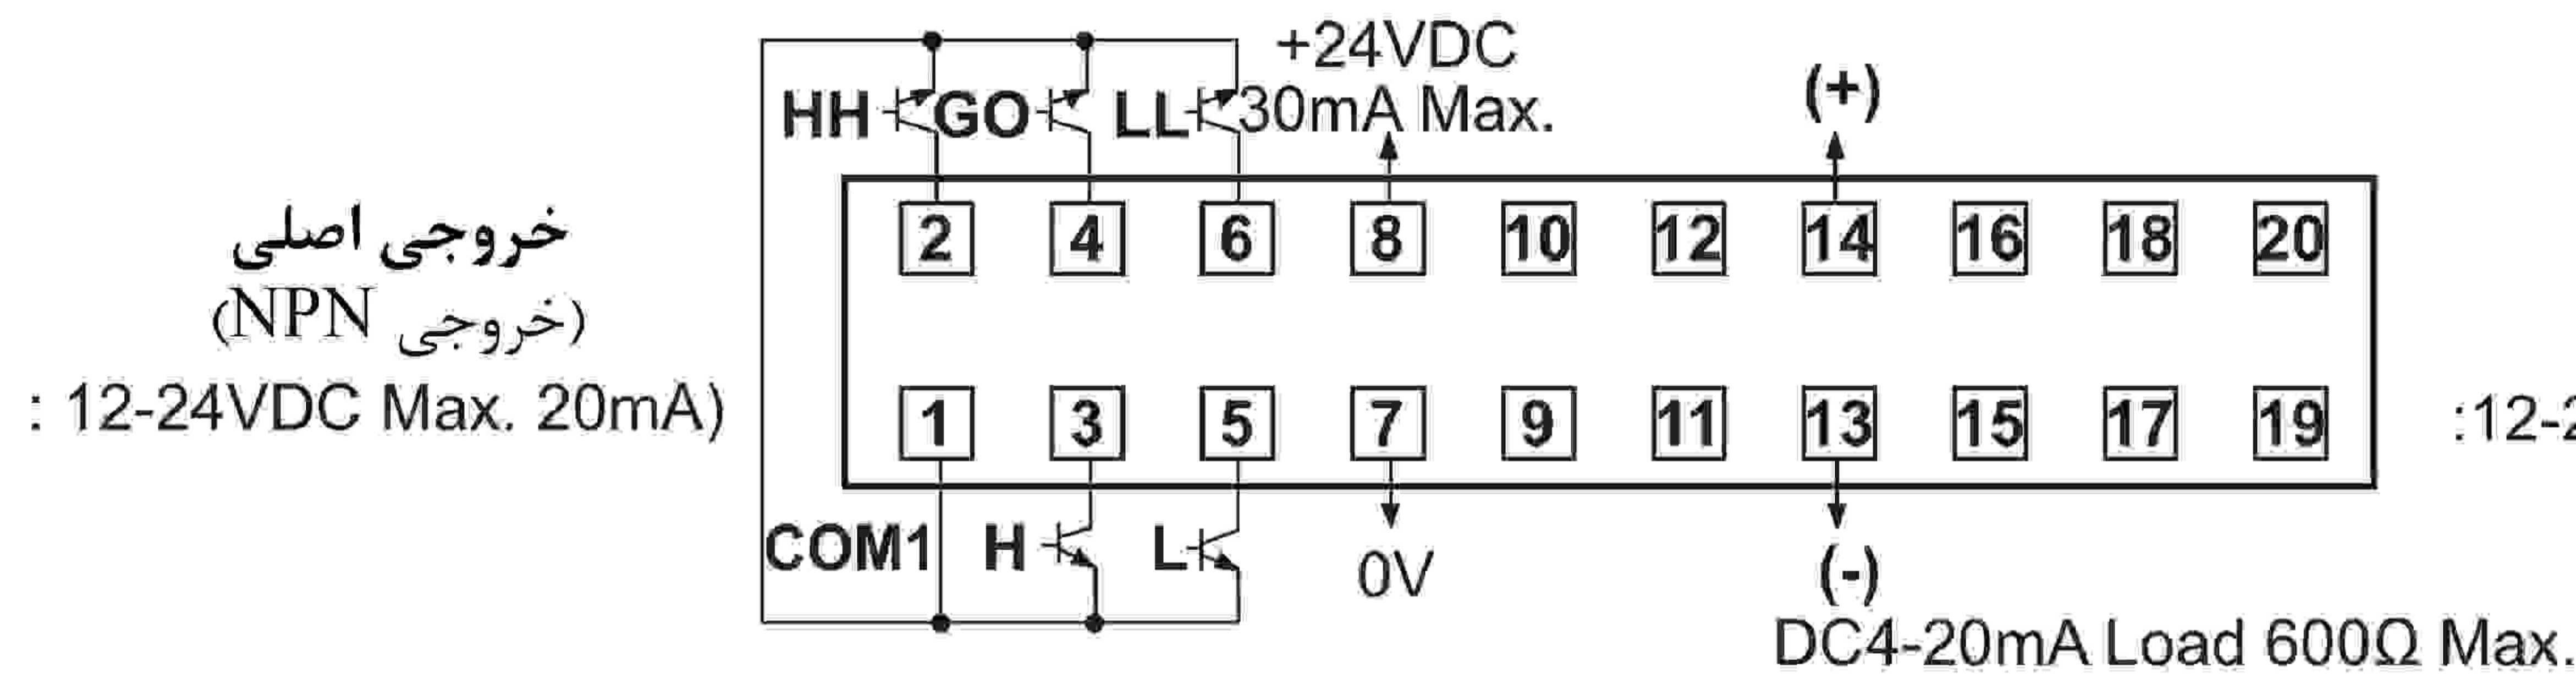 +24VDC
HH GO LL 30mA Max. (+)
خروجی اصلی
(خروجی NPN)
: 12-24VDC Max. 20mA)
2 4 6 8 10 12 14 16 18 20
1 3 5 7 9 11 13 15 17 19
:12-2
COM1 H L 0V (-)
DC4-20mA Load 600Ω Max.